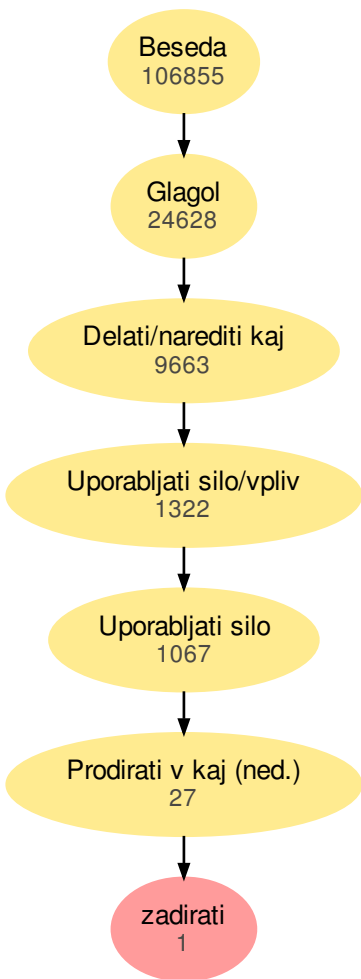 Beseda
106855
Glagol
24628
Delati/narediti kaj
9663
Uporabljati silo/vpliv
1322
Uporabljati silo
1067
Prodirati v kaj (ned.)
27
zadirati
1